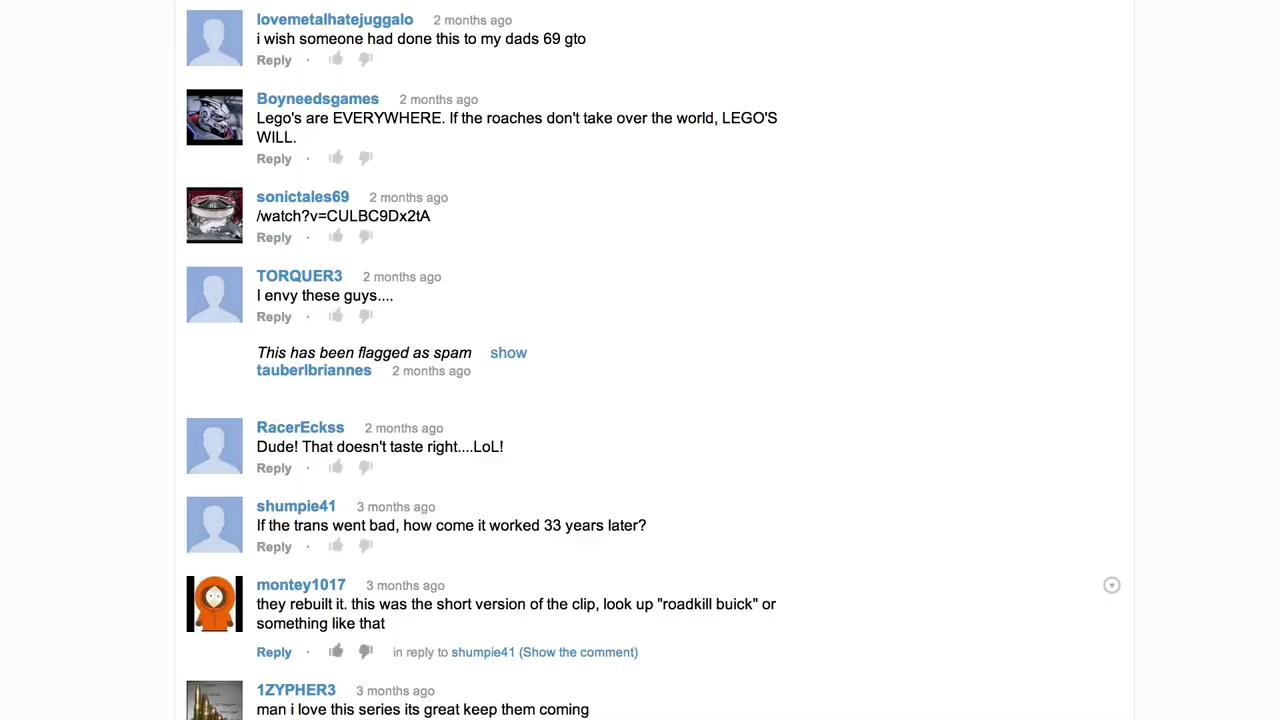 lovemetalhatejuggalo 2 months ago
i wish someone had done this to my dads 69 gto
Reply ·
Boyneedsgames 2 months ago
Lego's are EVERYWHERE. If the roaches don't take over the world, LEGO'S
WILL.
Reply ·
sonictales69 2 months ago
/watch?v=CULBC9Dx2tA
Reply ·
TORQUER3 2 months ago
I envy these guys....
Reply ·
This has been flagged as spam show
tauberlbriannes 2 months ago
RacerEckss 2 months ago
Dude! That doesn't taste right....LoL!
Reply ·
shumpie41 3 months ago
If the trans went bad, how come it worked 33 years later?
Reply ·
montey1017 3 months ago
they rebuilt it. this was the short version of the clip, look up "roadkill buick" or
something like that
Reply · in reply to shumpie41 (Show the comment)
1ZYPHER3 3 months ago
man i love this series its great keep them coming